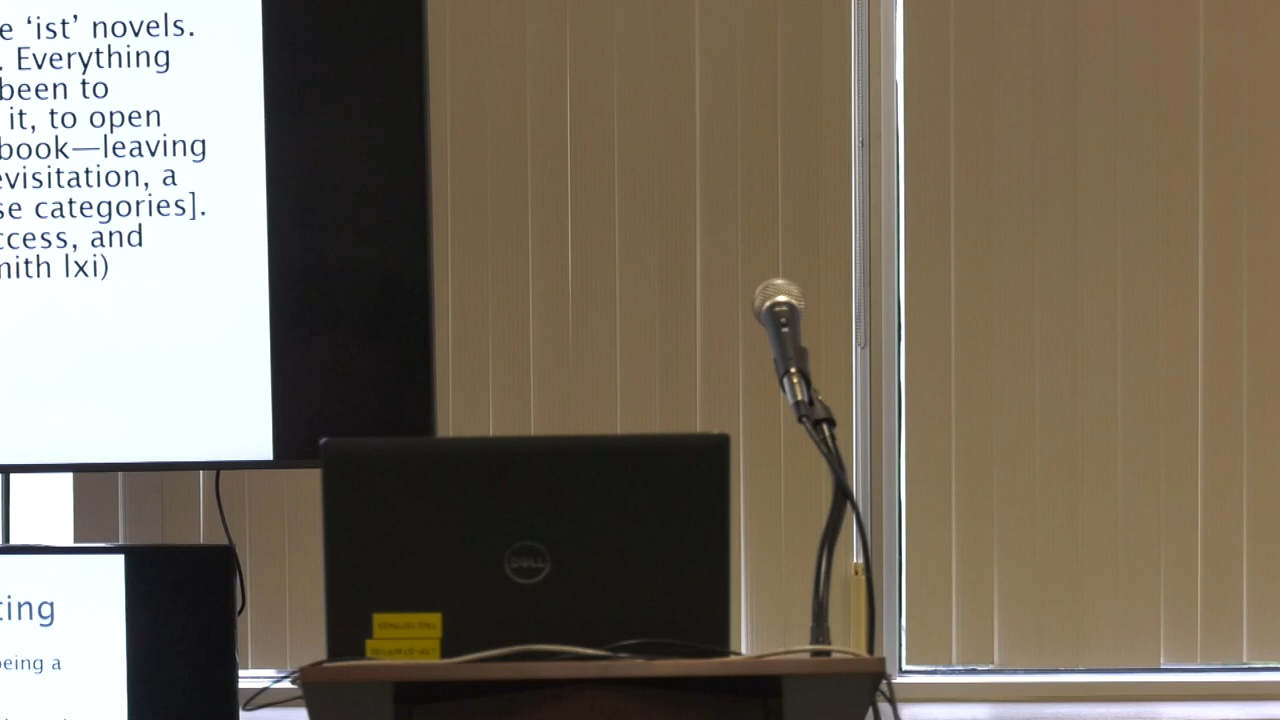 e ‘ist’ novels.
. Everything
been to
it, to open
book—leaving
evisitation, a
se categories].
ccess, and
nith lxi)
ting
being a
DELL